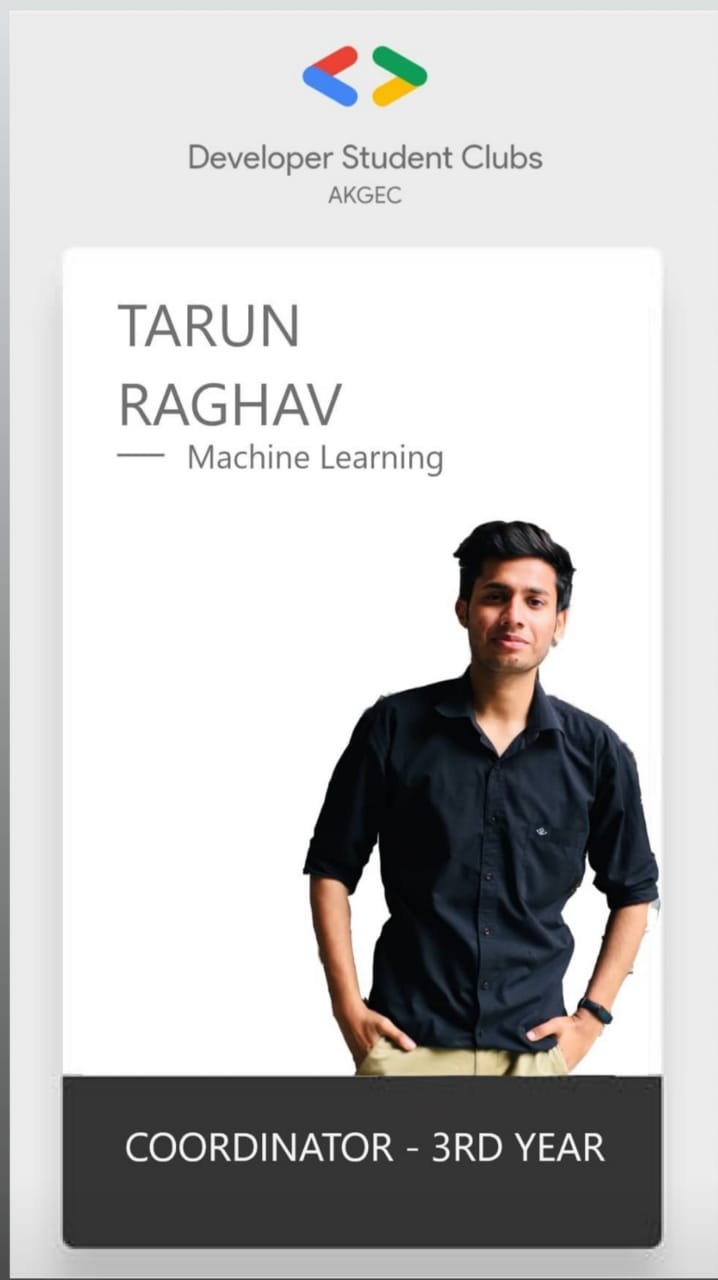 Developer Student Clubs
AKGEC
TARUN
RAGHAV
— Machine Learning
COORDINATOR - 3RD YEAR